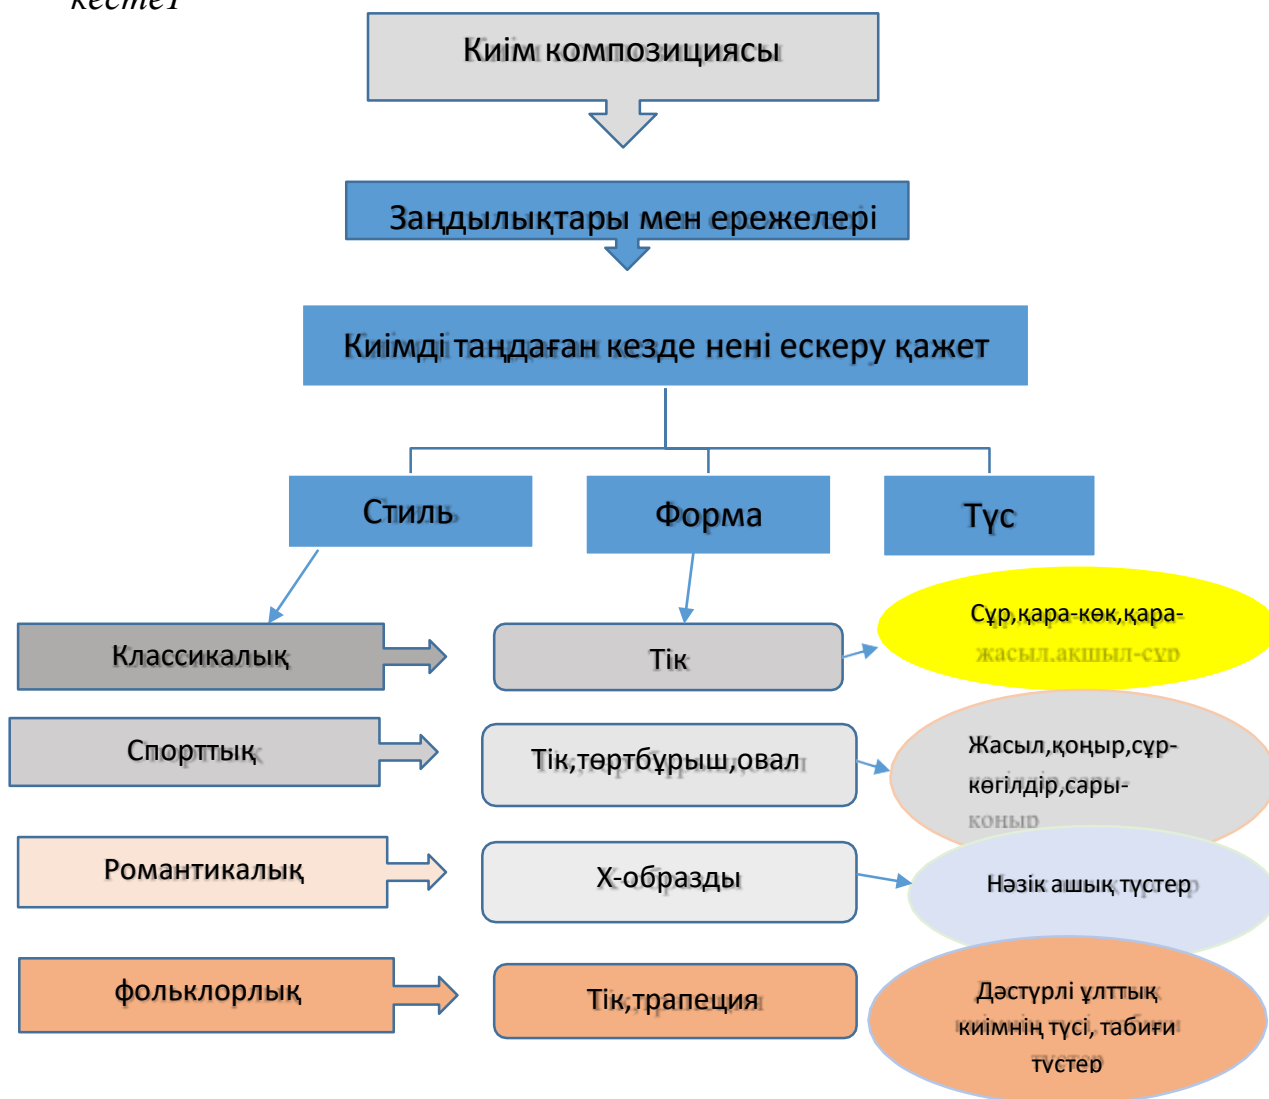 кесте1
Киім композициясы
Заңдылықтары мен ережелері
Киімді таңдаған кезде нені ескеру қажет
Стиль
Форма
Түс
Классикалық
Тік
Сұр,қара-көк,қара-
жасыл,ақшыл-сұр
Спорттық
Тік,төртбұрыш,овал
Жасыл,қоңыр,сұр-
көгілдір,сары-
қоңыр
Романтикалық
Х-образды
Нәзік ашық түстер
фольклорлық
Тік,трапеция
Дәстүрлі ұлттық
киімнің түсі, табиғи
түстер